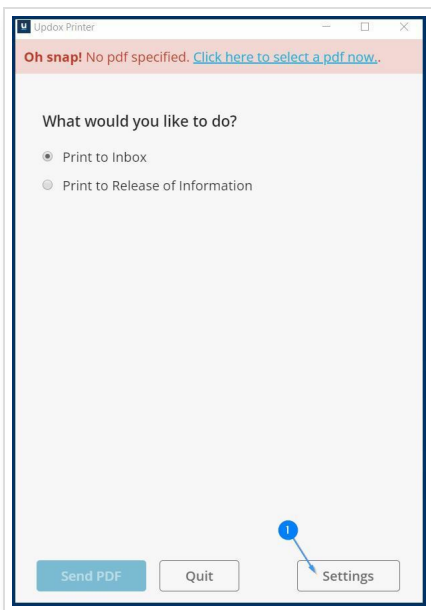 Updox Printer
Oh snap! No pdf specified. Click here to select a pdf now..
What would you like to do?
Print to Inbox
Print to Release of Information
1
Send PDF Quit Settings